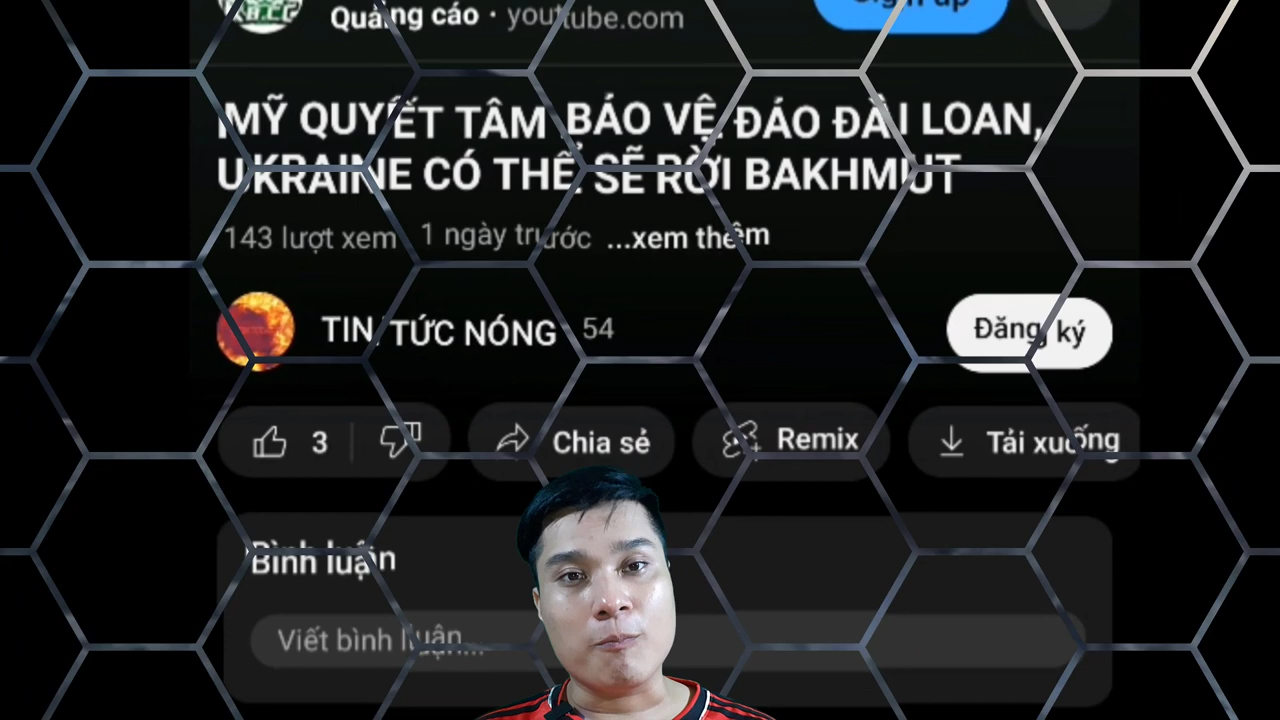 Quảng cáo · youtube.com
Sign up
MỸ QUYẾT TÂM BẢO VỆ ĐẢO ĐÀI LOAN,
UKRAINE CÓ THỂ SẼ RỜI BAKHMUT
143 lượt xem 1 ngày trước ...xem thêm
TIN TỨC NÓNG 54
Đăng ký
3
Chia sẻ
Remix
Tải xuống
Bình luận
Viết bình luận...